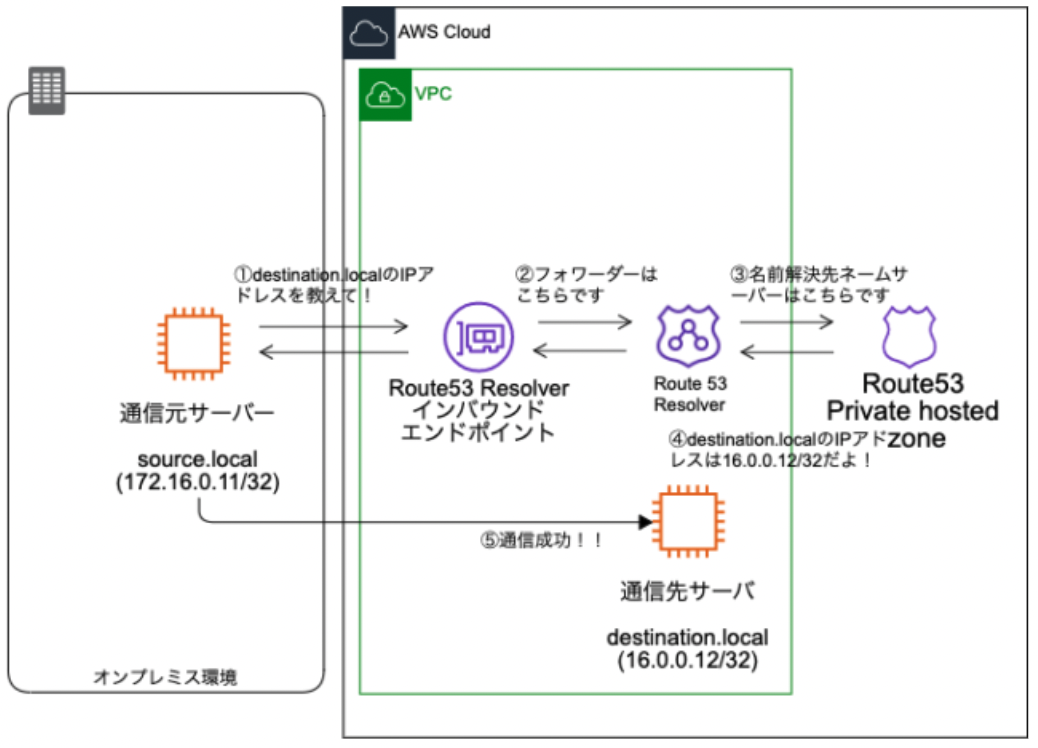 AWS Cloud
VPC
①destination.localのIPア
ドレスを教えて！
②フォワーダーは
こちらです
③名前解決先ネームサ
ーバーはこちらです
通信元サーバー
source.local
(172.16.0.11/32)
Route53 Resolver
インバウンド
エンドポイント
Route 53
Resolver
Route53
Private hosted
zone
④destination.localのIPアド
レスは16.0.0.12/32だよ！
⑤通信成功！！
通信先サーバ
destination.local
(16.0.0.12/32)
オンプレミス環境